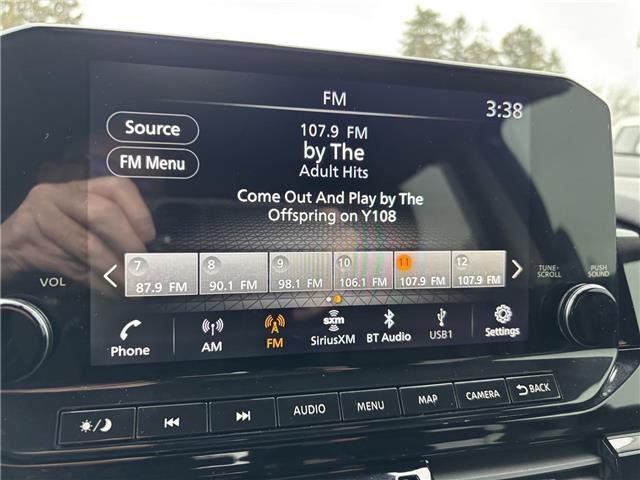 FM
3:38
Source
107.9 FM
by The
FM Menu
Adult Hits
Come Out And Play by The
Offspring on Y108
7 8 9 10 11 12
87.9 FM 90.1 FM 98.1 FM 106.1 FM 107.9 FM 107.9 FM
VOL
TUNE·
SCROLL
PUSH
SOUND
Phone
AM
FM
sxm
SiriusXM
BT Audio
USB1
Settings
AUDIO
MENU
MAP
CAMERA
BACK